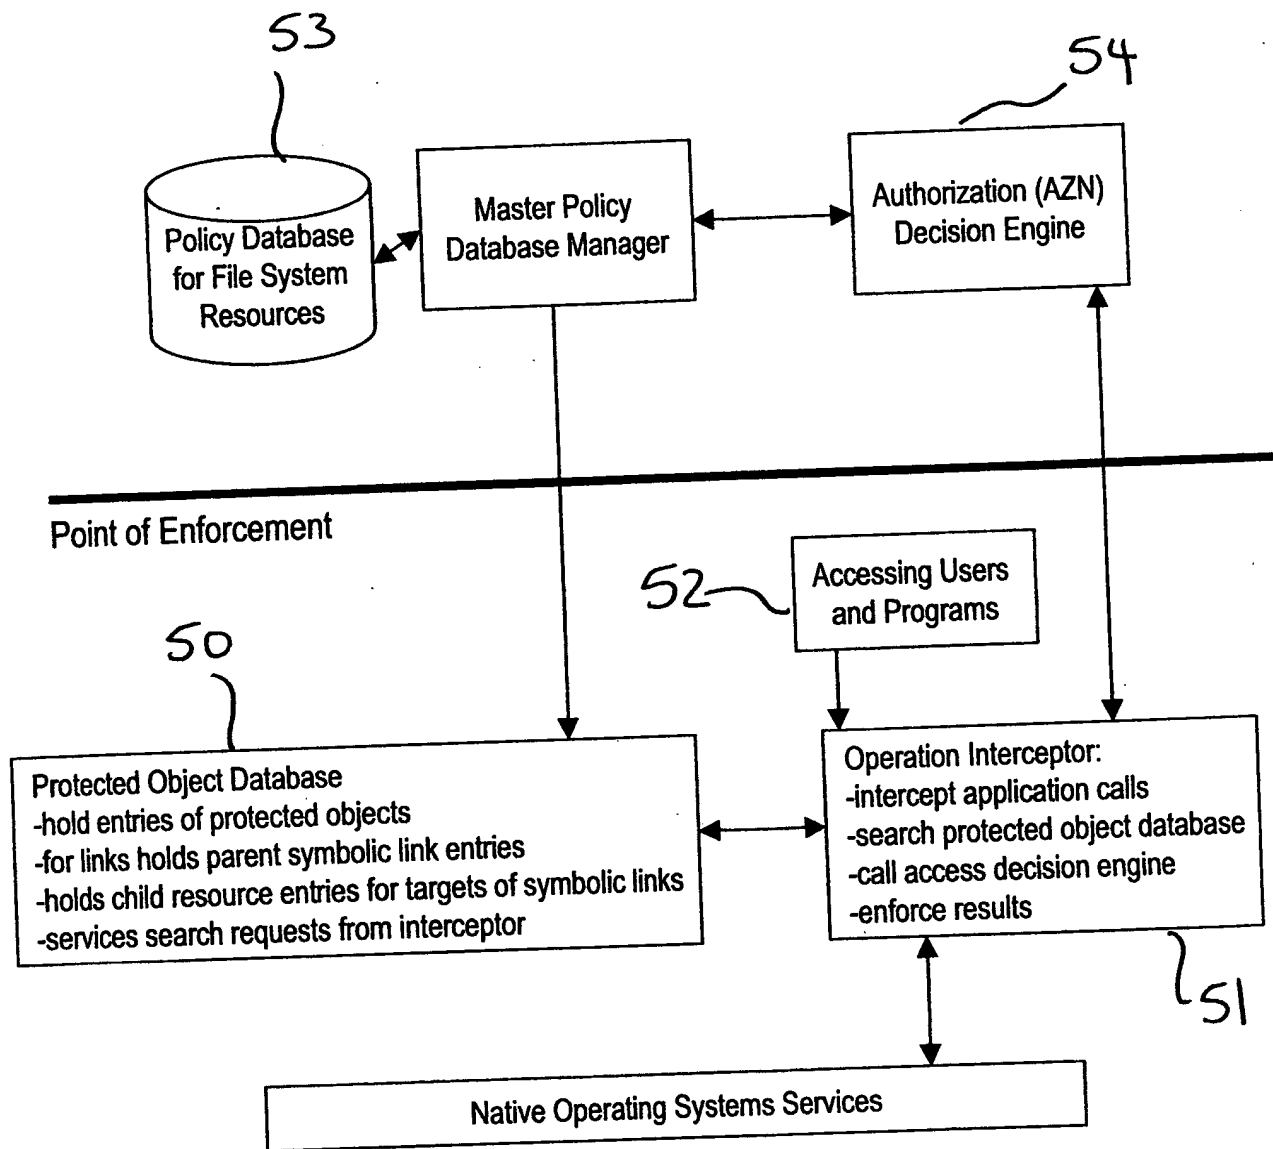 53
54
Policy Database
for File System
Resources
Master Policy
Database Manager
Authorization (AZN)
Decision Engine
Point of Enforcement
52
Accessing Users
and Programs
50
Protected Object Database
-hold entries of protected objects
-for links holds parent symbolic link entries
-holds child resource entries for targets of symbolic links
-services search requests from interceptor
Operation Interceptor:
-intercept application calls
-search protected object database
-call access decision engine
-enforce results
51
Native Operating Systems Services